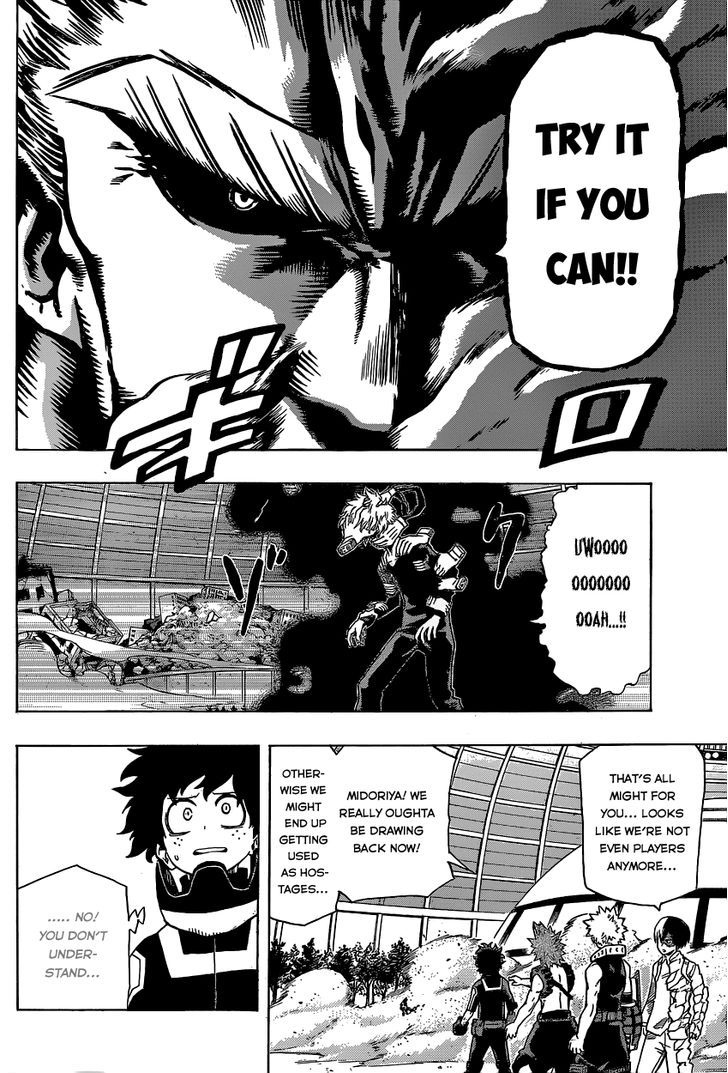 TRY IT
IF YOU
CAN!!
ギロ
UWOOOO
OOOOOOO
OOAH...!!
THAT'S ALL
MIGHT FOR
YOU... LOOKS
LIKE WE'RE NOT
EVEN PLAYERS
ANYMORE...
MIDORIYA! WE
REALLY OUGHTA
BE DRAWING
BACK NOW!
OTHER-
WISE WE
MIGHT
END UP
GETTING
USED
AS HOS-
TAGES...
..... NO!
YOU DON'T
UNDER-
STAND...